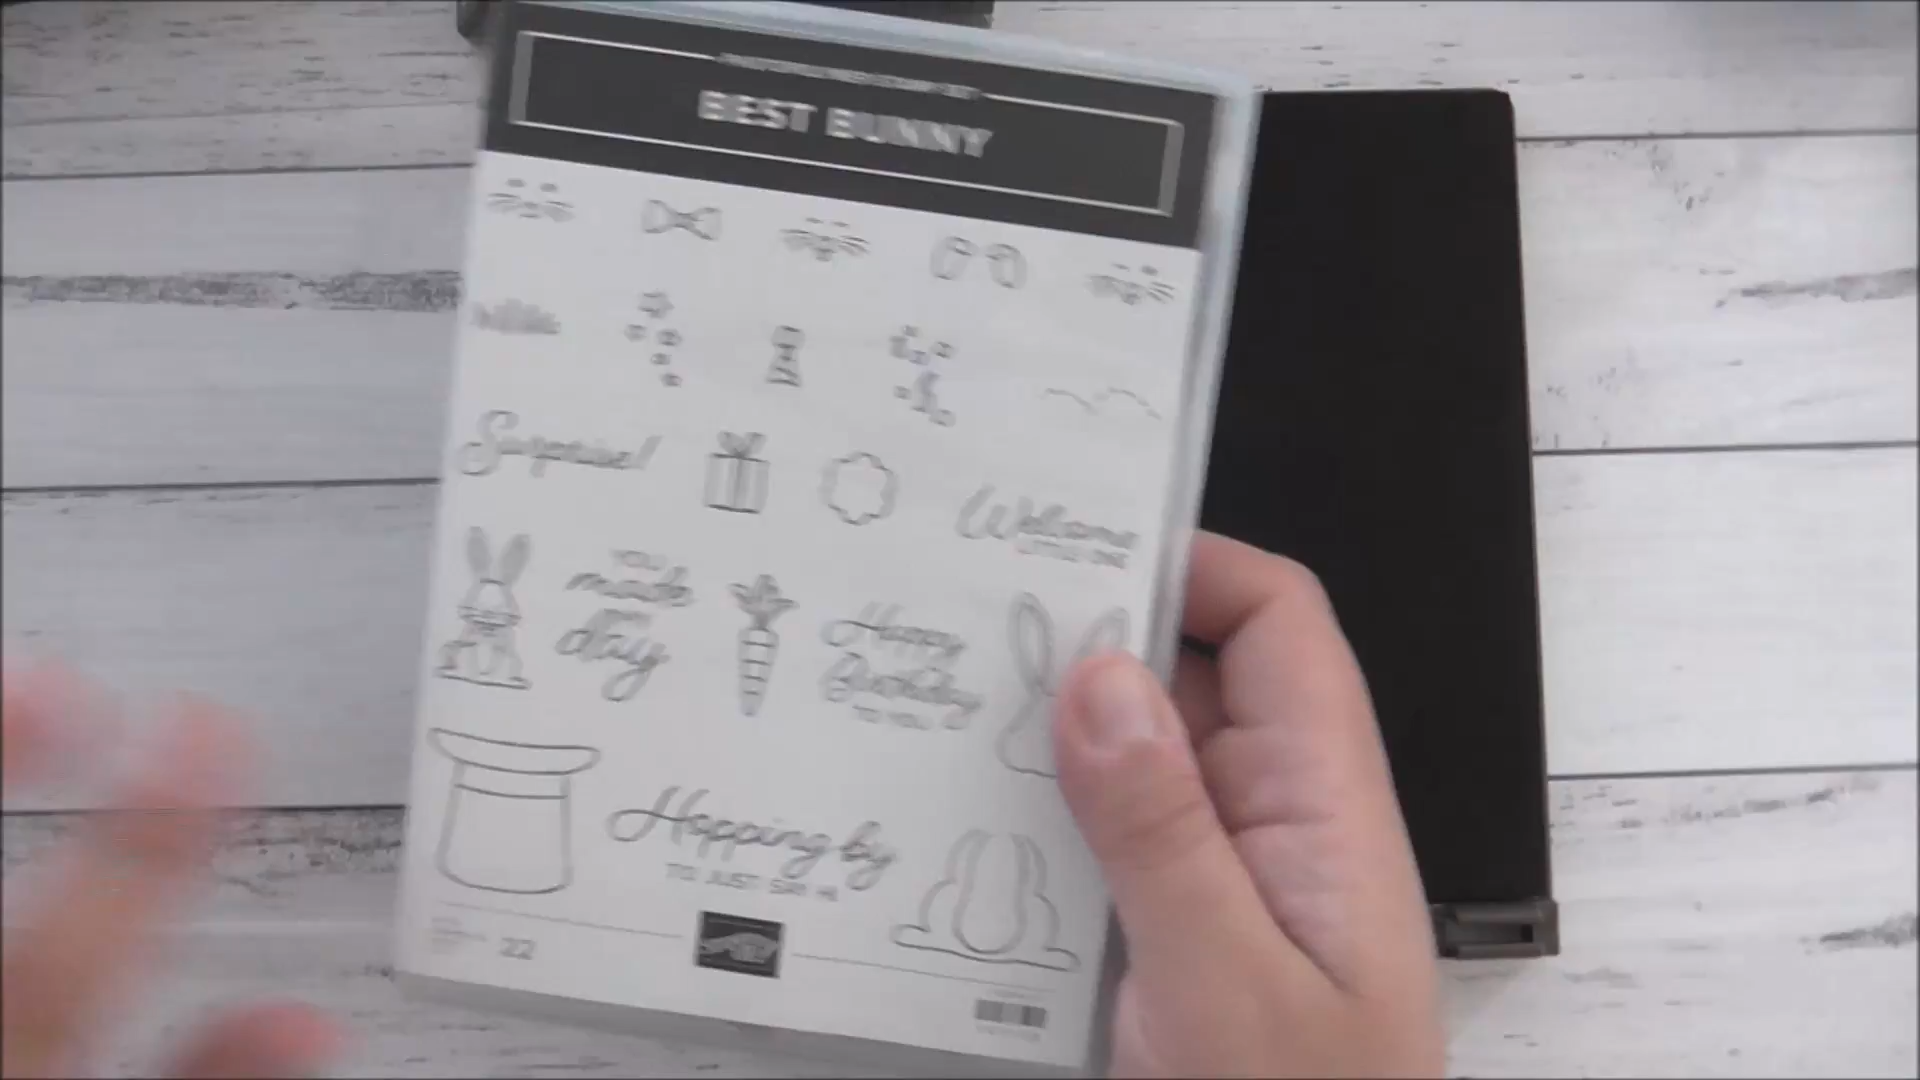 BEST BUNNY
Surprise!
Welcome
LITTLE ONE
YOU
made
my
day
Happy
Birthday
TO YOU
Hopping by
TO JUST SAY HI
22